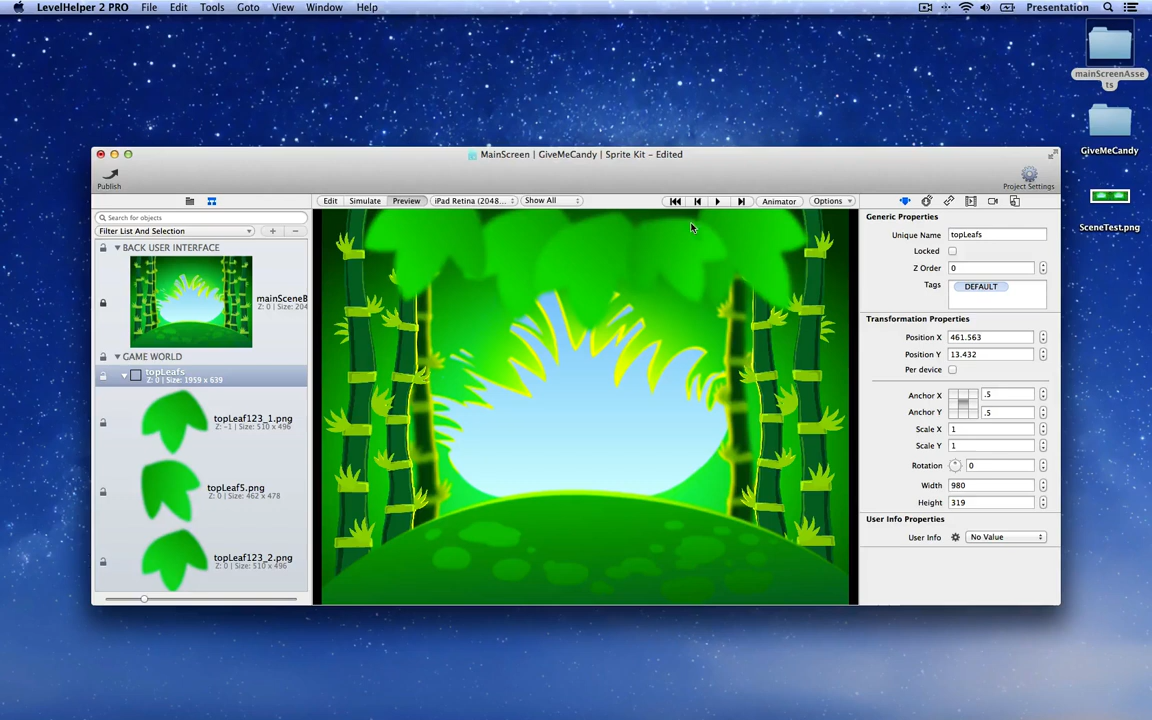 LevelHelper 2 PRO File Edit Tools Goto View Window Help Presentation
mainScreenAsse
ts
GiveMeCandy
SceneTest.png
MainScreen | GiveMeCandy | Sprite Kit – Edited
Publish
Project Settings
Edit Simulate Preview iPad Retina (2048... Show All Animator Options
Search for objects
Filter List And Selection
BACK USER INTERFACE
mainSceneB
Z: 0 | Size: 204
GAME WORLD
topLeafs
Z: 0 | Size: 1959 x 639
topLeaf123_1.png
Z: -1 | Size: 510 x 496
topLeaf5.png
Z: 0 | Size: 462 x 478
topLeaf123_2.png
Z: 0 | Size: 510 x 496
Generic Properties
Unique Name topLeafs
Locked
Z Order 0
Tags DEFAULT
Transformation Properties
Position X 461.563
Position Y 13.432
Per device
Anchor X .5
Anchor Y .5
Scale X 1
Scale Y 1
Rotation 0
Width 980
Height 319
User Info Properties
User Info No Value